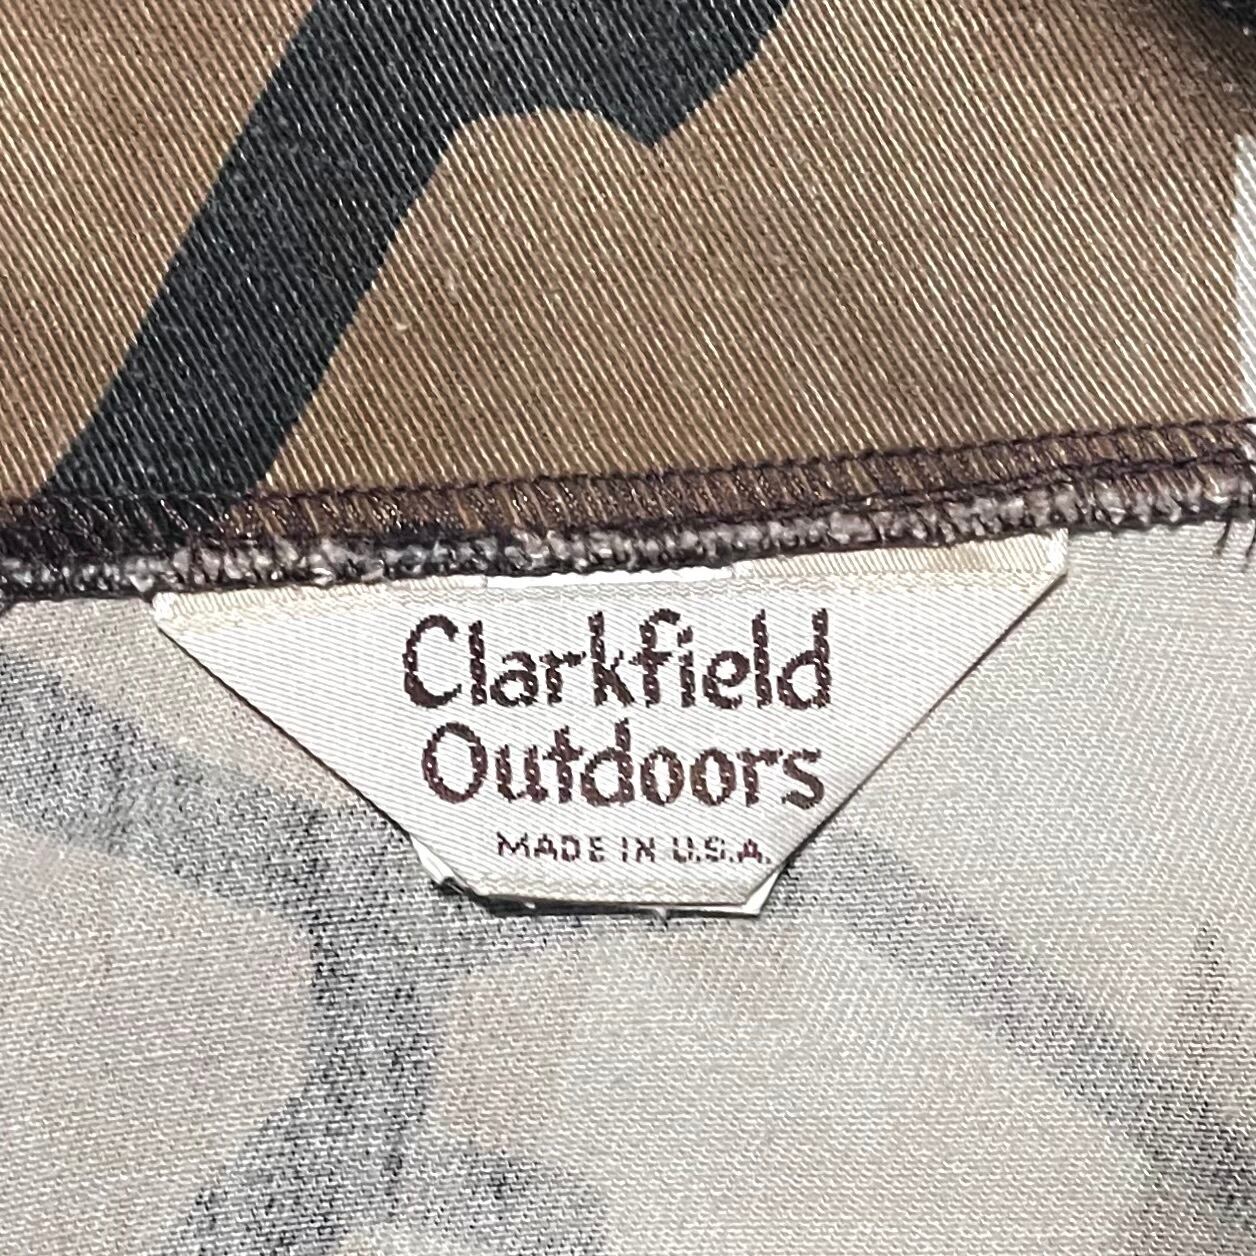 Clarkfield
Outdoors
MADE IN U.S.A.